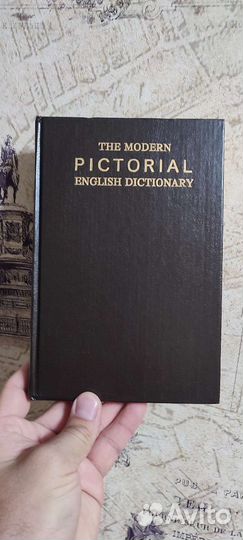 THE MODERN
PICTORIAL
ENGLISH DICTIONARY
Avito